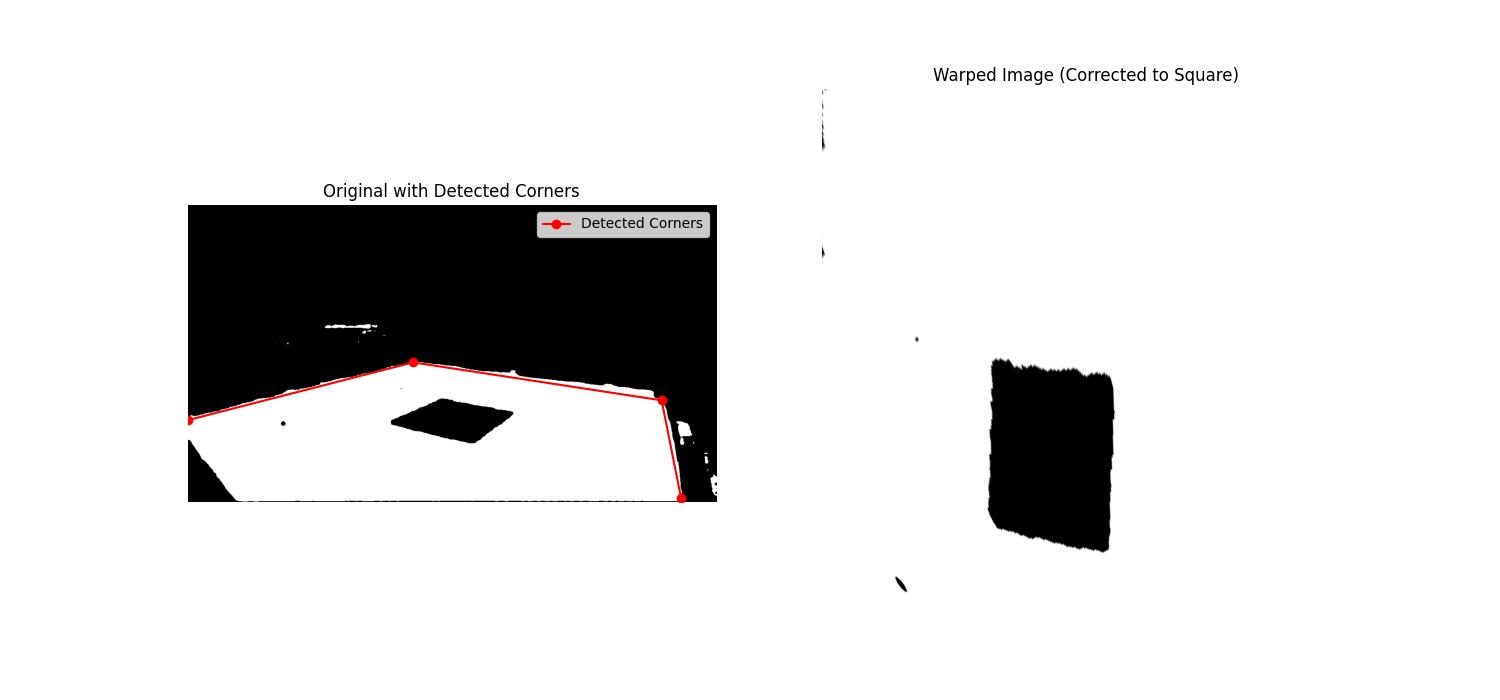 Warped Image (Corrected to Square)
Original with Detected Corners
Detected Corners